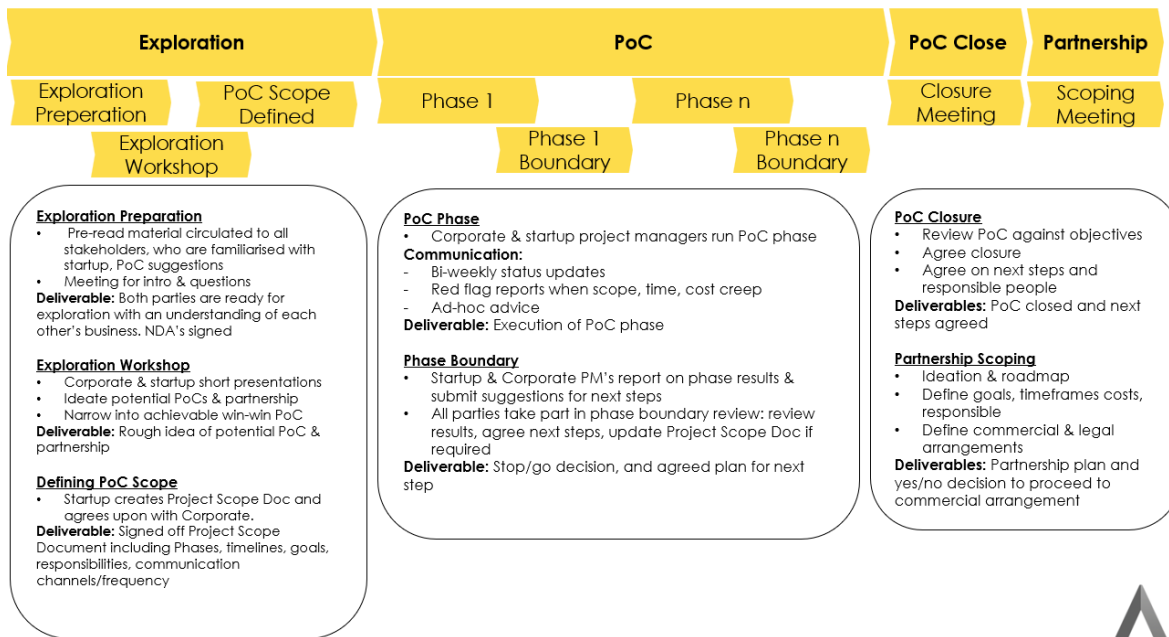 Exploration
PoC
PoC Close
Partnership
Exploration
Preperation
PoC Scope
Defined
Exploration
Workshop
Phase 1
Phase n
Phase 1
Boundary
Phase n
Boundary
Closure
Meeting
Scoping
Meeting
Exploration Preparation
• Pre-read material circulated to all
stakeholders, who are familiarised with
startup, PoC suggestions
• Meeting for intro & questions
Deliverable: Both parties are ready for
exploration with an understanding of each
other's business. NDA's signed
Exploration Workshop
• Corporate & startup short presentations
• Ideate potential PoCs & partnership
• Narrow into achievable win-win PoC
Deliverable: Rough idea of potential PoC &
partnership
Defining PoC Scope
• Startup creates Project Scope Doc and
agrees upon with Corporate.
Deliverable: Signed off Project Scope
Document including Phases, timelines, goals,
responsibilities, communication
channels/frequency
PoC Phase
• Corporate & startup project managers run PoC phase
Communication:
- Bi-weekly status updates
- Red flag reports when scope, time, cost creep
- Ad-hoc advice
Deliverable: Execution of PoC phase
Phase Boundary
• Startup & Corporate PM's report on phase results &
submit suggestions for next steps
• All parties take part in phase boundary review: review
results, agree next steps, update Project Scope Doc if
required
Deliverable: Stop/go decision, and agreed plan for next
step
PoC Closure
• Review PoC against objectives
• Agree closure
• Agree on next steps and
responsible people
Deliverables: PoC closed and next
steps agreed
Partnership Scoping
• Ideation & roadmap
• Define goals, timeframes costs,
responsible
• Define commercial & legal
arrangements
Deliverables: Partnership plan and
yes/no decision to proceed to
commercial arrangement